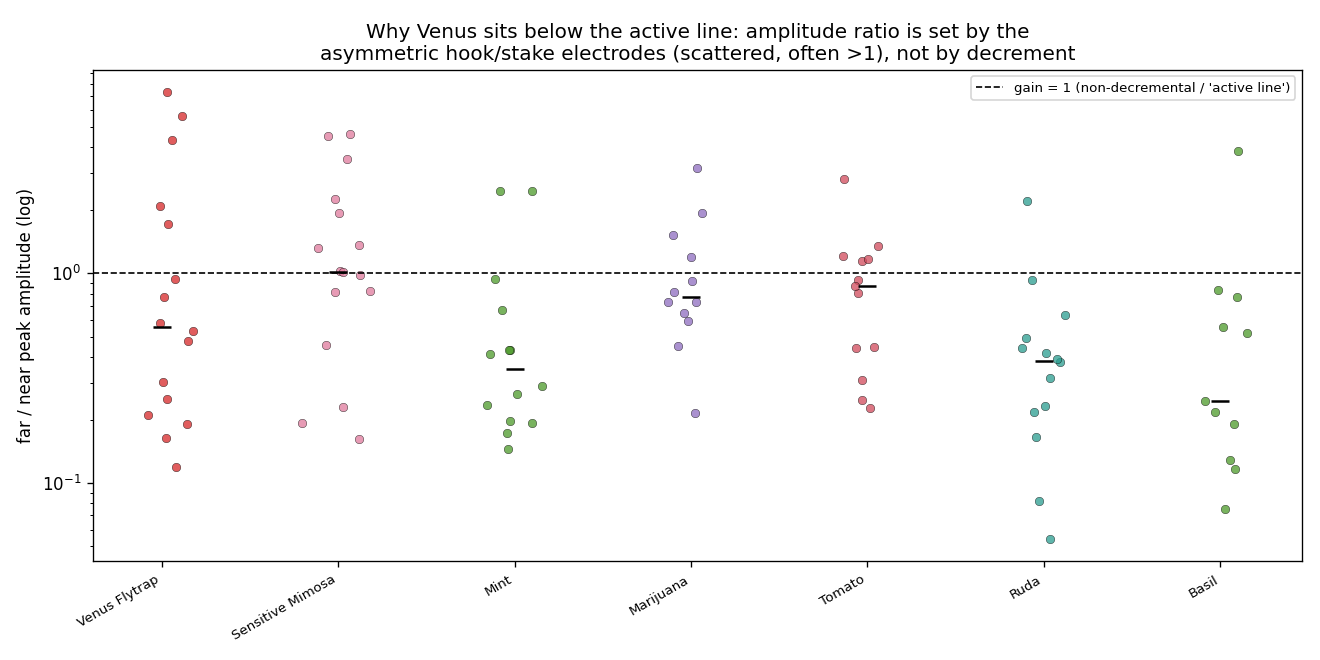 Why Venus sits below the active line: amplitude ratio is set by the
asymmetric hook/stake electrodes (scattered, often >1), not by decrement
gain = 1 (non-decremental / 'active line')
far / near peak amplitude (log)
10⁰
10⁻¹
Venus Flytrap
Sensitive Mimosa
Mint
Marijuana
Tomato
Ruda
Basil